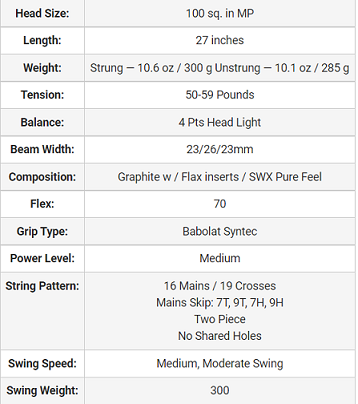 Head Size: 100 sq. in MP
Length: 27 inches
Weight: Strung — 10.6 oz / 300 g Unstrung — 10.1 oz / 285 g
Tension: 50-59 Pounds
Balance: 4 Pts Head Light
Beam Width: 23/26/23mm
Composition: Graphite w / Flax inserts / SWX Pure Feel
Flex: 70
Grip Type: Babolat Syntec
Power Level: Medium
String Pattern: 16 Mains / 19 Crosses
Mains Skip: 7T, 9T, 7H, 9H
Two Piece
No Shared Holes
Swing Speed: Medium, Moderate Swing
Swing Weight: 300